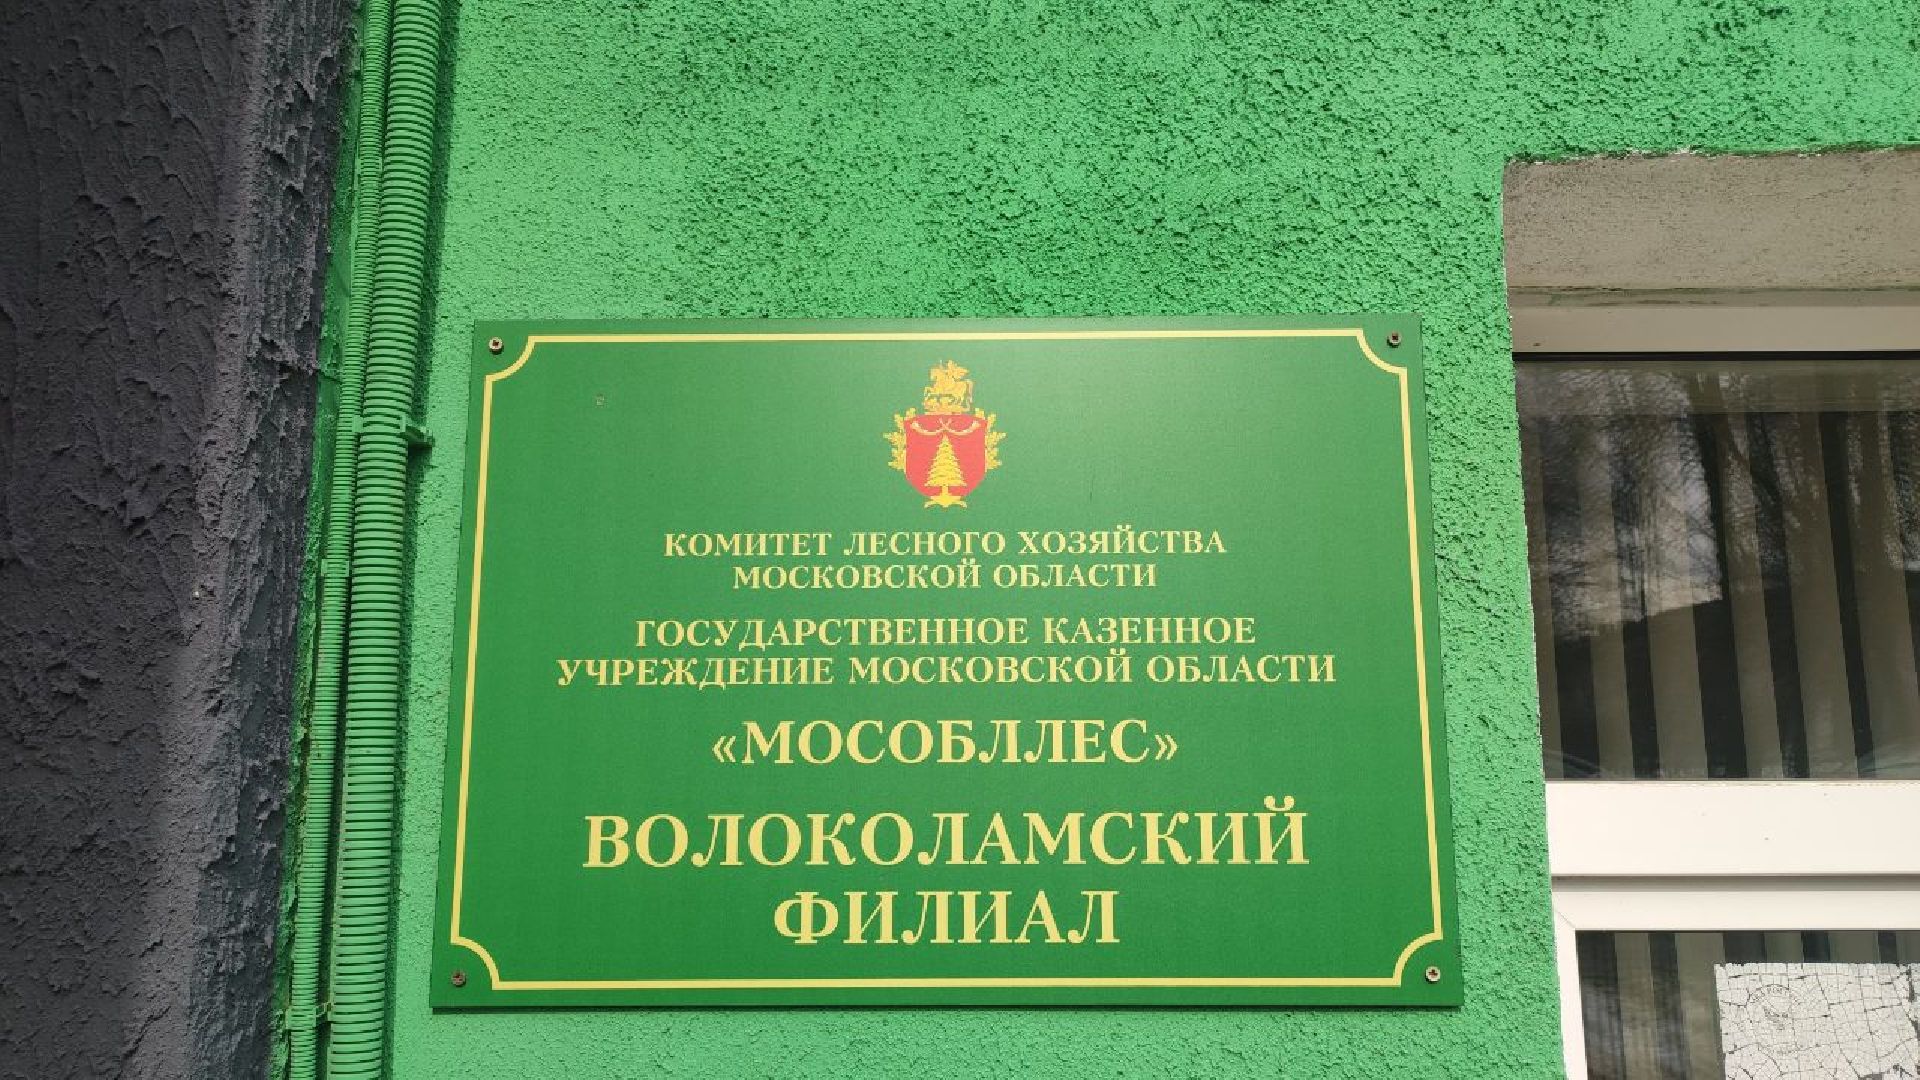 КОМИТЕТ ЛЕСНОГО ХОЗЯЙСТВА
МОСКОВСКОЙ ОБЛАСТИ
ГОСУДАРСТВЕННОЕ КАЗЕННОЕ
УЧРЕЖДЕНИЕ МОСКОВСКОЙ ОБЛАСТИ
«МОСОБЛЛЕС»
ВОЛОКОЛАМСКИЙ
ФИЛИАЛ